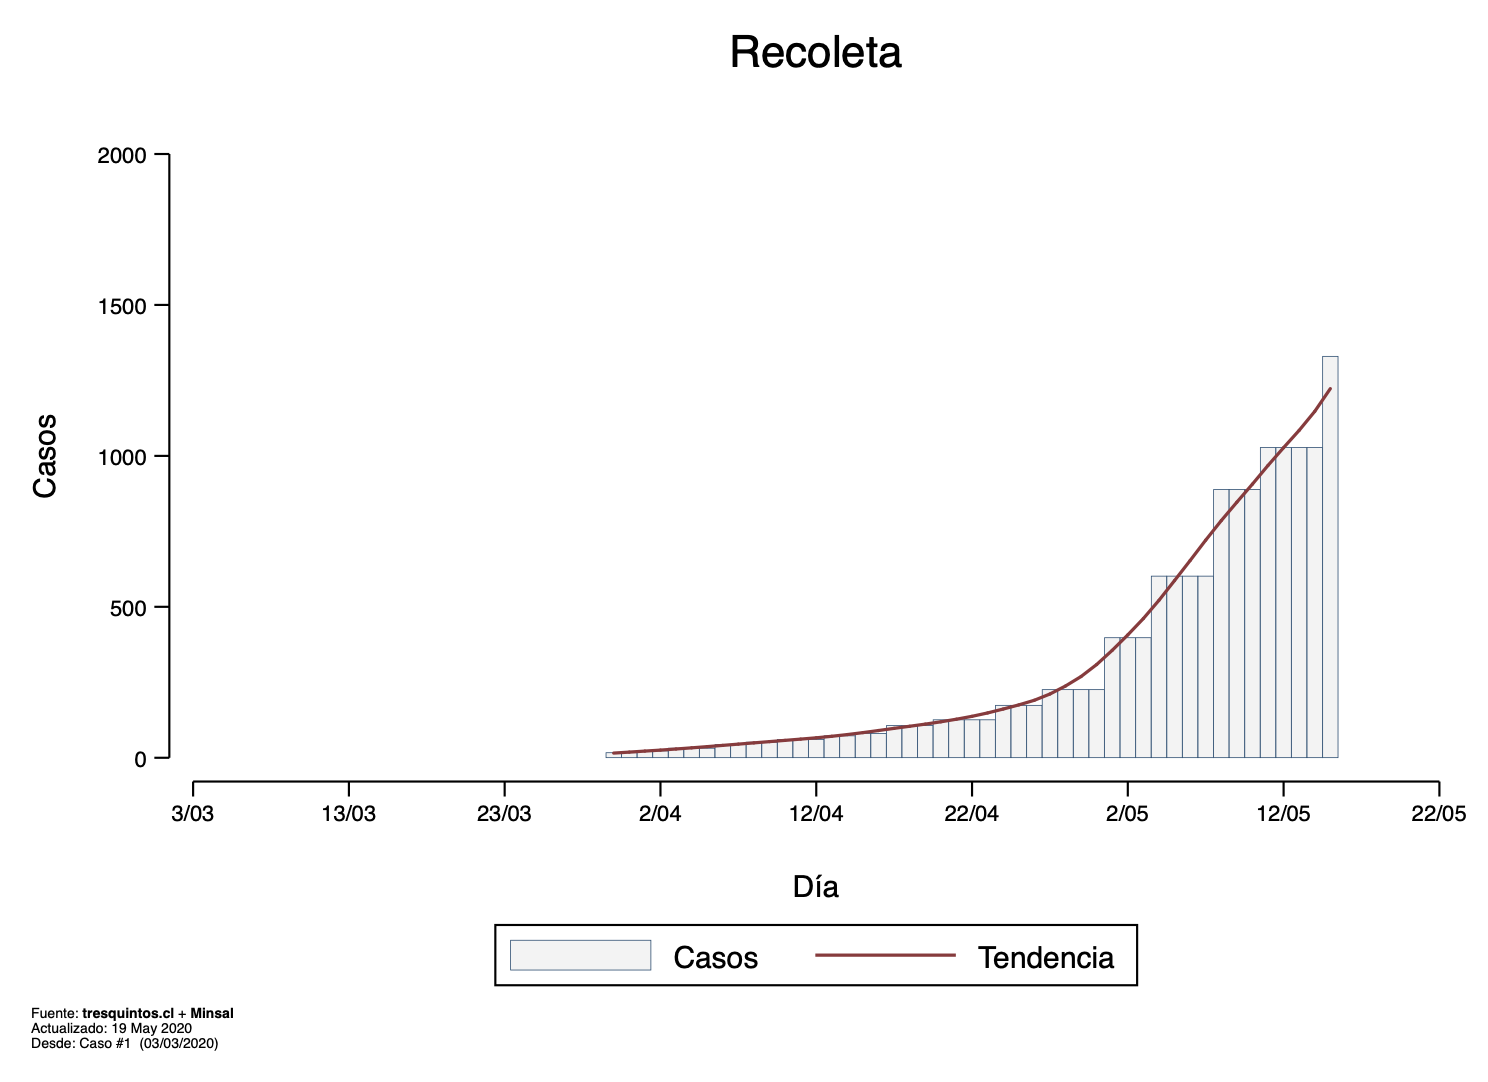 Recoleta
2000
1500
1000
500
0
Casos
3/03 13/03 23/03 2/04 12/04 22/04 2/05 12/05 22/05
Día
Casos Tendencia
Fuente: tresquintos.cl + Minsal
Actualizado: 19 May 2020
Desde: Caso #1 (03/03/2020)